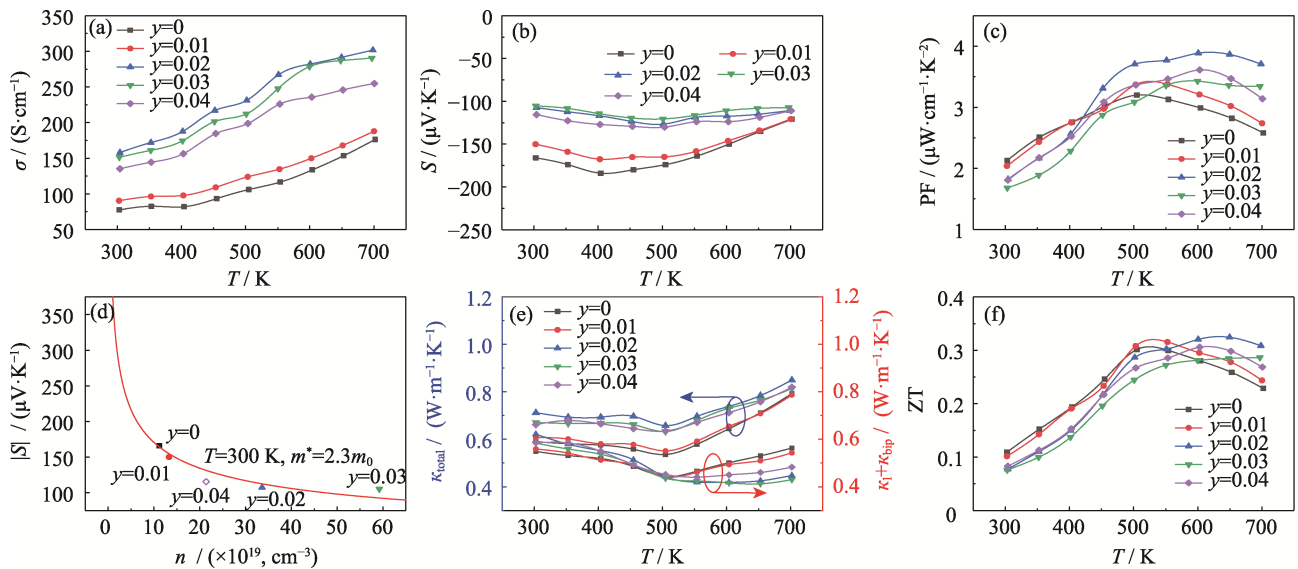 (a)
y=0
y=0.01
y=0.02
y=0.03
y=0.04
350
300
250
200
150
100
50
σ / (S·cm⁻¹)
300
400
500
600
700
T / K
(b)
y=0
y=0.01
y=0.02
y=0.03
y=0.04
0
−50
−100
−150
−200
−250
S / (μV·K⁻¹)
300
400
500
600
700
T / K
(c)
4
3
2
1
PF / (μW·cm⁻¹·K⁻²)
y=0
y=0.01
y=0.02
y=0.03
y=0.04
300
400
500
600
700
T / K
(d)
350
300
250
200
150
100
|S| / (μV·K⁻¹)
y=0
y=0.01
T=300 K, m*=2.3m₀
y=0.04
y=0.02
y=0.03
0
10
20
30
40
50
60
n / (×10¹⁹, cm⁻³)
(e)
y=0
y=0.01
y=0.02
y=0.03
y=0.04
1.2
1.0
0.8
0.6
0.4
κtotal / (W·m⁻¹·K⁻¹)
1.2
1.0
0.8
0.6
0.4
κl+κbip / (W·m⁻¹·K⁻¹)
300
400
500
600
700
T / K
(f)
0.4
0.3
0.2
0.1
0
ZT
y=0
y=0.01
y=0.02
y=0.03
y=0.04
300
400
500
600
700
T / K